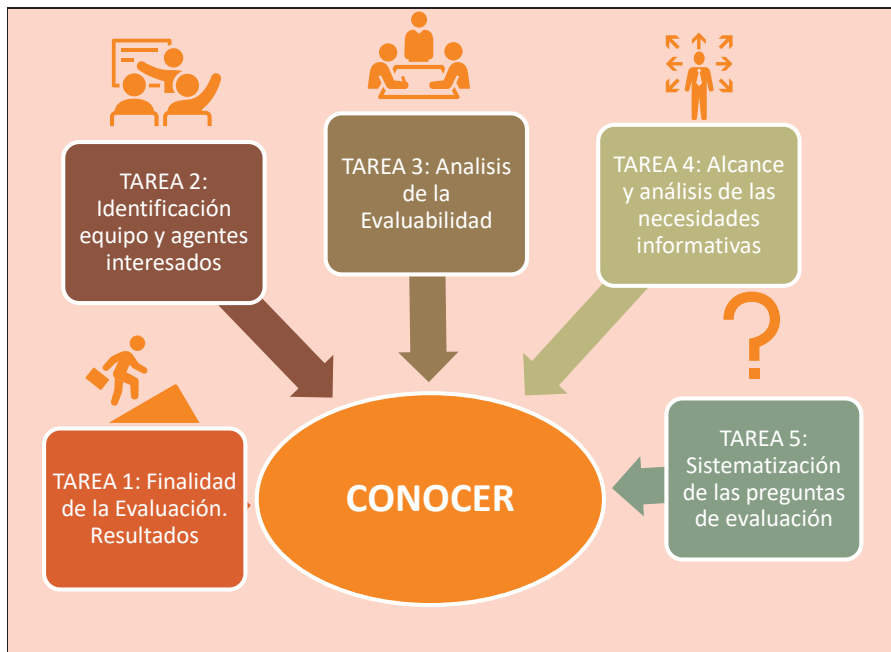 TAREA 1: Finalidad
de la Evaluación.
Resultados
TAREA 2:
Identificación
equipo y agentes
interesados
TAREA 3: Analisis
de la
Evaluabilidad
TAREA 4: Alcance
y análisis de las
necesidades
informativas
TAREA 5:
Sistematización
de las preguntas
de evaluación
CONOCER